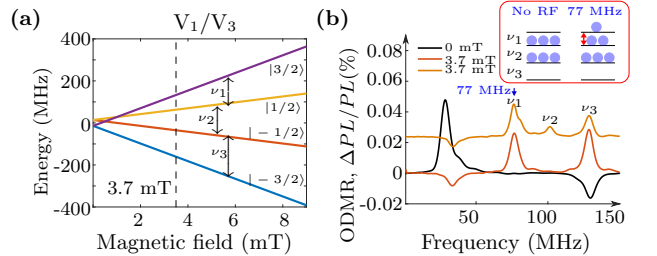 (a)
V₁/V₃
Energy (MHz)
400
200
0
-200
-400
|3/2⟩
ν₁
|1/2⟩
ν₂
| − 1/2⟩
ν₃
| − 3/2⟩
3.7 mT
2
4
6
8
Magnetic field (mT)
(b)
ODMR, ΔPL/PL(%)
0.08
0.06
0.04
0.02
0
-0.02
0 mT
3.7 mT
3.7 mT
77 MHz
ν₁
ν₂
ν₃
No RF 77 MHz
ν₁
ν₂
ν₃
50
100
150
Frequency (MHz)